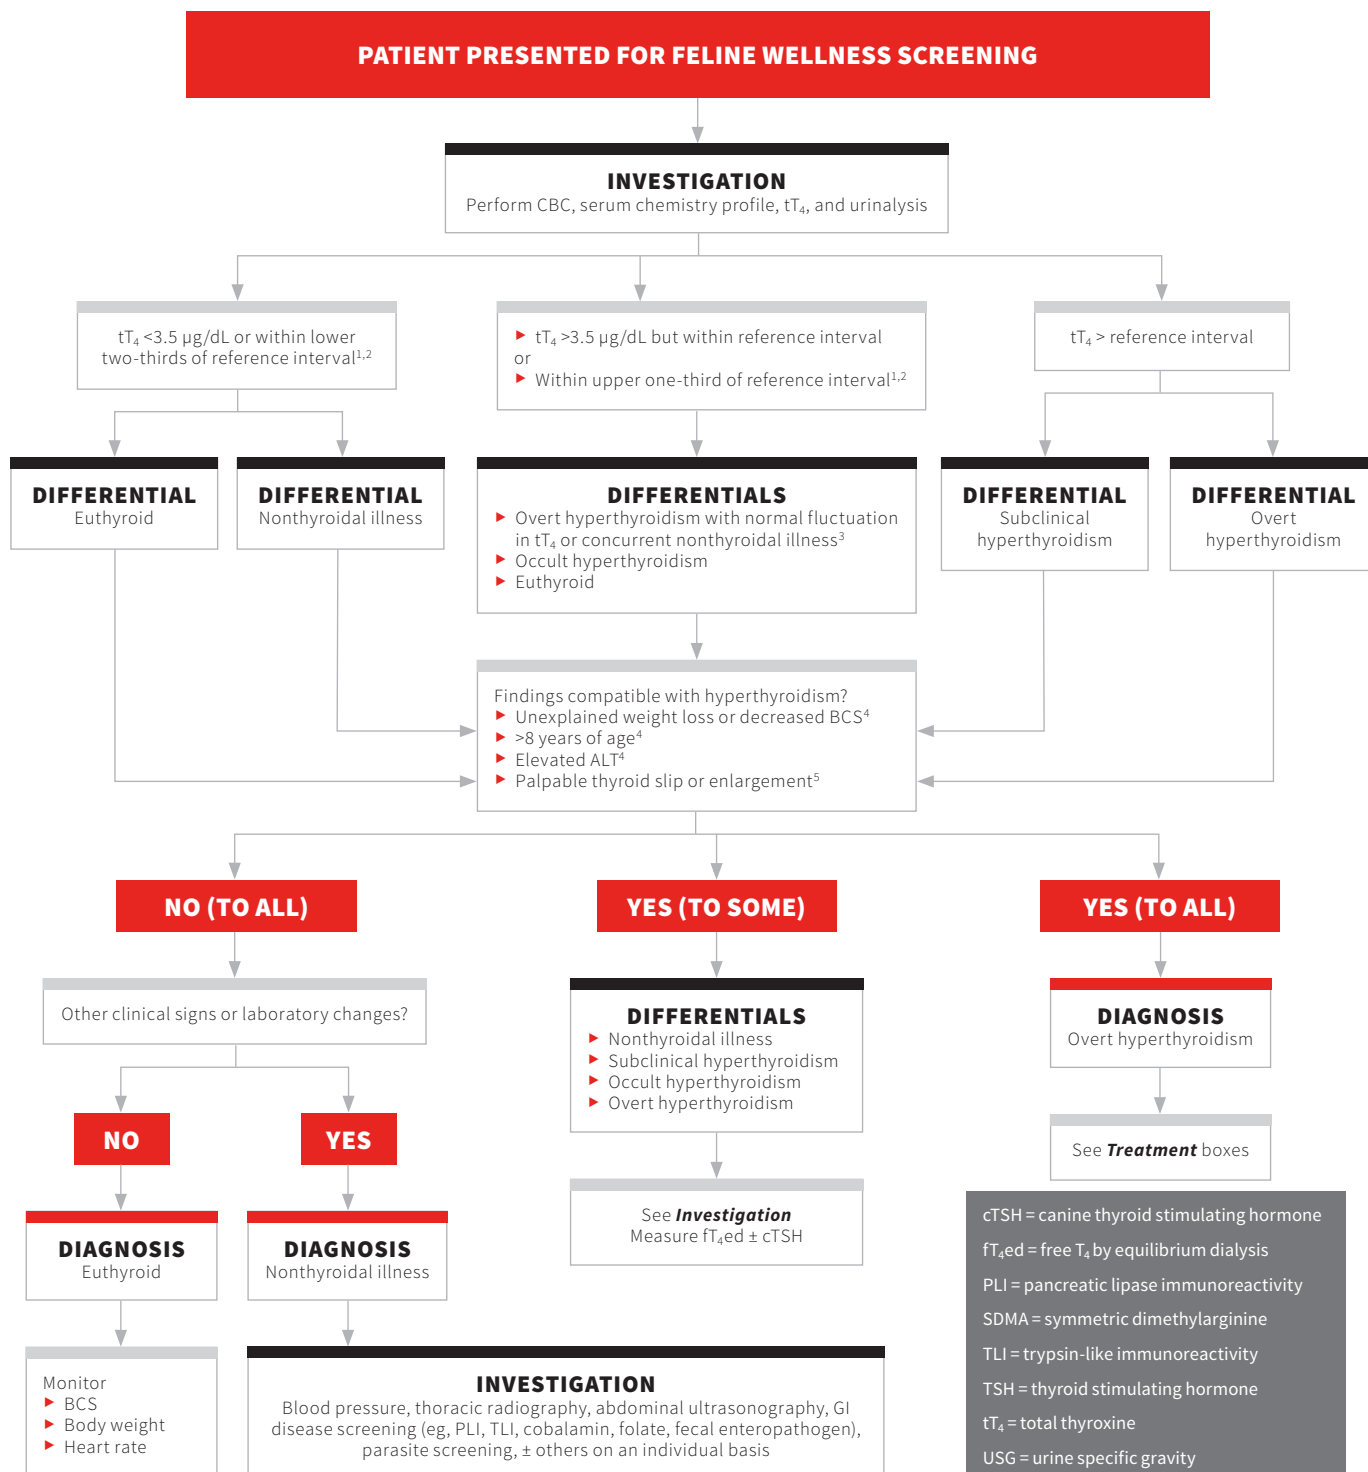 PATIENT PRESENTED FOR FELINE WELLNESS SCREENING
INVESTIGATION
Perform CBC, serum chemistry profile, tT₄, and urinalysis
tT₄ <3.5 µg/dL or within lower
two-thirds of reference interval¹,²
► tT₄ >3.5 µg/dL but within reference interval
or
► Within upper one-third of reference interval¹,²
tT₄ > reference interval
DIFFERENTIAL
Euthyroid
DIFFERENTIAL
Nonthyroidal illness
DIFFERENTIALS
► Overt hyperthyroidism with normal fluctuation
in tT₄ or concurrent nonthyroidal illness³
► Occult hyperthyroidism
► Euthyroid
DIFFERENTIAL
Subclinical
hyperthyroidism
DIFFERENTIAL
Overt
hyperthyroidism
Findings compatible with hyperthyroidism?
► Unexplained weight loss or decreased BCS⁴
► >8 years of age⁴
► Elevated ALT⁴
► Palpable thyroid slip or enlargement⁵
NO (TO ALL)
YES (TO SOME)
YES (TO ALL)
Other clinical signs or laboratory changes?
DIFFERENTIALS
► Nonthyroidal illness
► Subclinical hyperthyroidism
► Occult hyperthyroidism
► Overt hyperthyroidism
DIAGNOSIS
Overt hyperthyroidism
NO
YES
See Treatment boxes
See Investigation
Measure fT₄ed ± cTSH
DIAGNOSIS
Euthyroid
DIAGNOSIS
Nonthyroidal illness
Monitor
► BCS
► Body weight
► Heart rate
INVESTIGATION
Blood pressure, thoracic radiography, abdominal ultrasonography, GI
disease screening (eg, PLI, TLI, cobalamin, folate, fecal enteropathogen),
parasite screening, ± others on an individual basis
cTSH = canine thyroid stimulating hormone
fT₄ed = free T₄ by equilibrium dialysis
PLI = pancreatic lipase immunoreactivity
SDMA = symmetric dimethylarginine
TLI = trypsin-like immunoreactivity
TSH = thyroid stimulating hormone
tT₄ = total thyroxine
USG = urine specific gravity